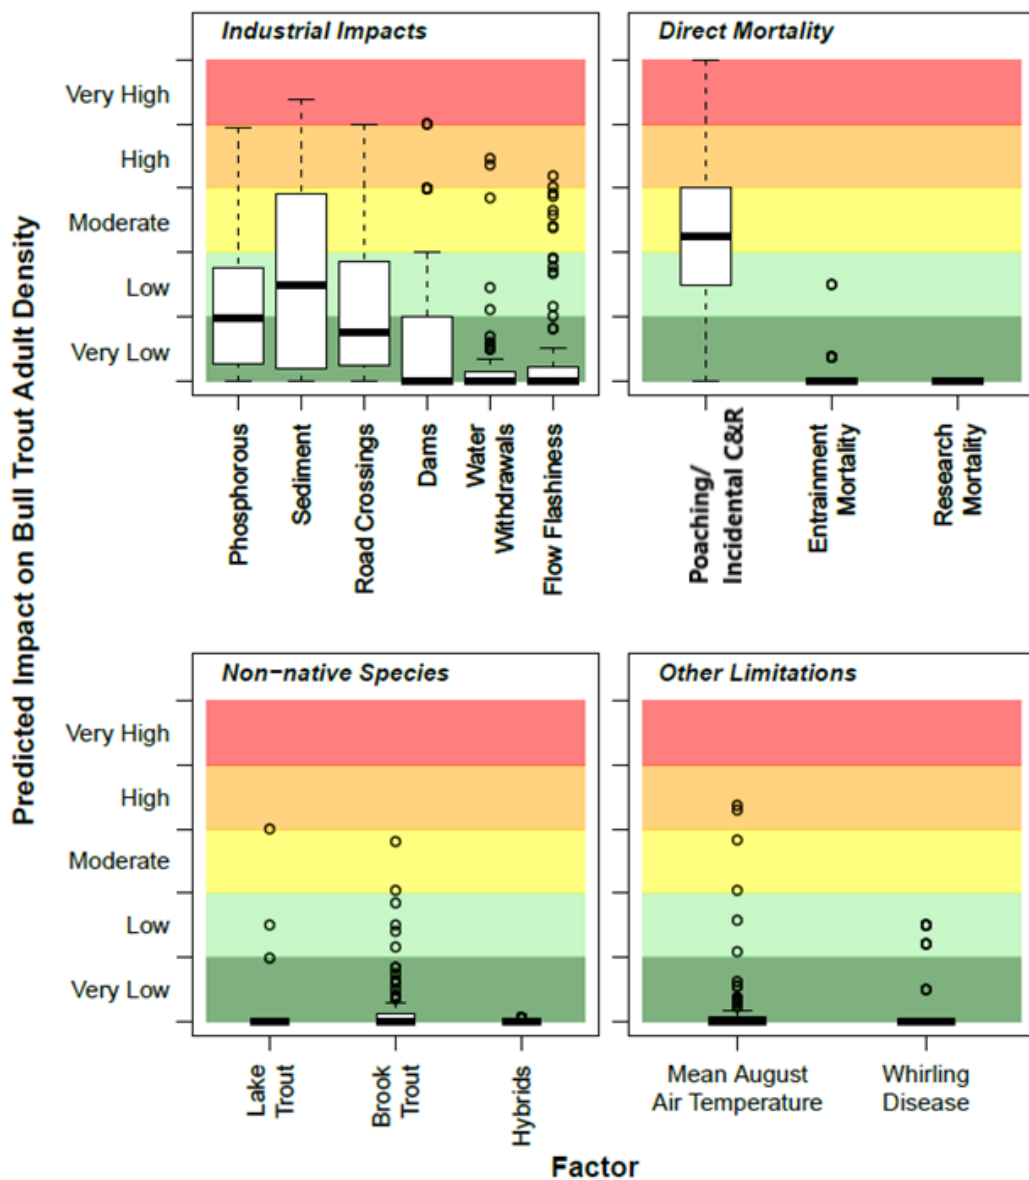 Predicted Impact on Bull Trout Adult Density
Industrial Impacts
Very High
High
Moderate
Low
Very Low
Phosphorous
Sediment
Road Crossings
Dams
Water
Withdrawals
Flow Flashiness
Direct Mortality
Poaching/
Incidental C&R
Entrainment
Mortality
Research
Mortality
Non−native Species
Very High
High
Moderate
Low
Very Low
Lake
Trout
Brook
Trout
Hybrids
Other Limitations
Mean August
Air Temperature
Whirling
Disease
Factor